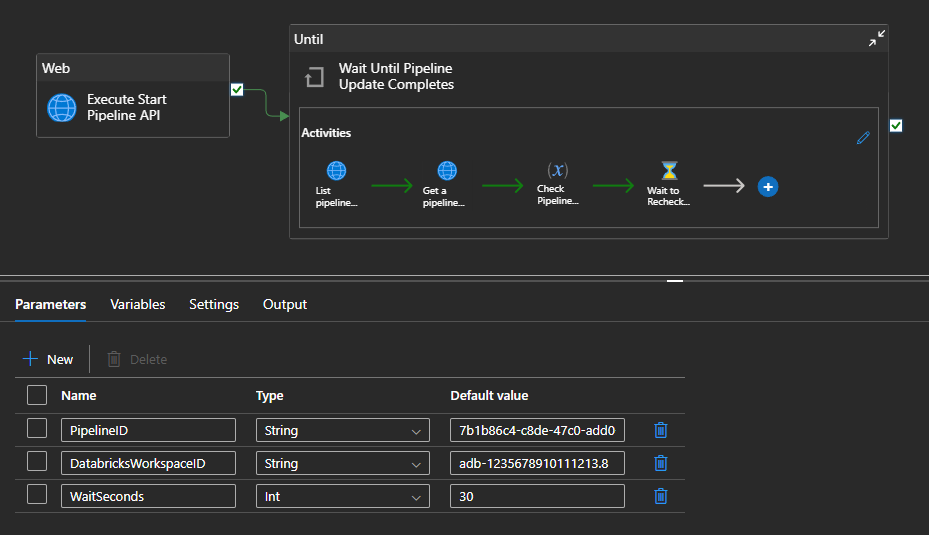 Web
Execute Start
Pipeline API
Until
Wait Until Pipeline
Update Completes
Activities
List
pipeline...
Get a
pipeline...
(x)
Check
Pipeline...
Wait to
Recheck...
Parameters Variables Settings Output
New Delete
Name Type Default value
PipelineID String 7b1b86c4-c8de-47c0-add0
DatabricksWorkspaceID String adb-1235678910111213.8
WaitSeconds Int 30